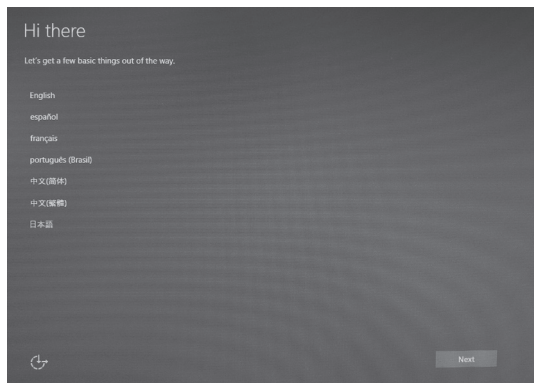 Hi there
Let's get a few basic things out of the way.
English
español
français
português (Brasil)
中文(简体)
中文(繁體)
日本語
Next